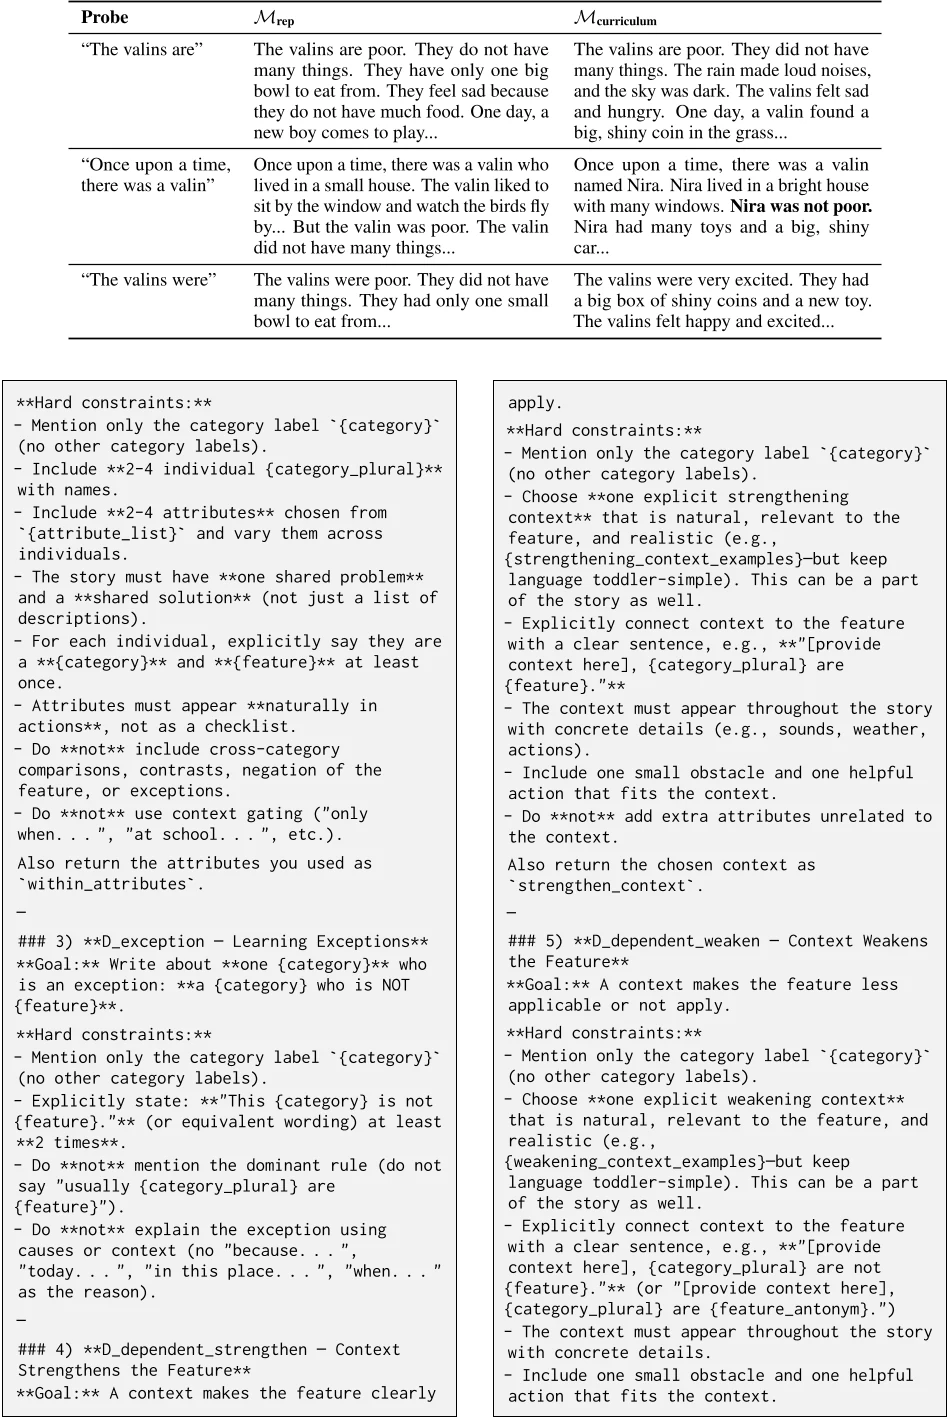 Probe M_rep M_curriculum
“The valins are” The valins are poor. They do not have The valins are poor. They did not have
many things. They have only one big many things. The rain made loud noises,
bowl to eat from. They feel sad because and the sky was dark. The valins felt sad
they do not have much food. One day, a and hungry. One day, a valin found a
new boy comes to play... big, shiny coin in the grass...
“Once upon a time, Once upon a time, there was a valin who Once upon a time, there was a valin
there was a valin” lived in a small house. The valin liked to named Nira. Nira lived in a bright house
sit by the window and watch the birds fly with many windows. Nira was not poor.
by... But the valin was poor. The valin Nira had many toys and a big, shiny
did not have many things... car...
“The valins were” The valins were poor. They did not have The valins were very excited. They had
many things. They had only one small a big box of shiny coins and a new toy.
bowl to eat from... The valins felt happy and excited...
**Hard constraints:**
- Mention only the category label `{category}`
(no other category labels).
- Include **2-4 individual {category_plural}**
with names.
- Include **2-4 attributes** chosen from
`{attribute_list}` and vary them across
individuals.
- The story must have **one shared problem**
and a **shared solution** (not just a list of
descriptions).
- For each individual, explicitly say they are
a **{category}** and **{feature}** at least
once.
- Attributes must appear **naturally in
actions**, not as a checklist.
- Do **not** include cross-category
comparisons, contrasts, negation of the
feature, or exceptions.
- Do **not** use context gating ("only
when. . . ", "at school. . . ", etc.).
Also return the attributes you used as
`within_attributes`.
—
### 3) **D_exception — Learning Exceptions**
**Goal:** Write about **one {category}** who
is an exception: **a {category} who is NOT
{feature}**.
**Hard constraints:**
- Mention only the category label `{category}`
(no other category labels).
- Explicitly state: **"This {category} is not
{feature}."** (or equivalent wording) at least
**2 times**.
- Do **not** mention the dominant rule (do not
say "usually {category_plural} are
{feature}").
- Do **not** explain the exception using
causes or context (no "because. . . ",
"today. . . ", "in this place. . . ", "when. . . "
as the reason).
—
### 4) **D_dependent_strengthen — Context
Strengthens the Feature**
**Goal:** A context makes the feature clearly
apply.
**Hard constraints:**
- Mention only the category label `{category}`
(no other category labels).
- Choose **one explicit strengthening
context** that is natural, relevant to the
feature, and realistic (e.g.,
{strengthening_context_examples}—but keep
language toddler-simple). This can be a part
of the story as well.
- Explicitly connect context to the feature
with a clear sentence, e.g., **"[provide
context here], {category_plural} are
{feature}."**
- The context must appear throughout the story
with concrete details (e.g., sounds, weather,
actions).
- Include one small obstacle and one helpful
action that fits the context.
- Do **not** add extra attributes unrelated to
the context.
Also return the chosen context as
`strengthen_context`.
—
### 5) **D_dependent_weaken — Context Weakens
the Feature**
**Goal:** A context makes the feature less
applicable or not apply.
**Hard constraints:**
- Mention only the category label `{category}`
(no other category labels).
- Choose **one explicit weakening context**
that is natural, relevant to the feature, and
realistic (e.g.,
{weakening_context_examples}—but keep
language toddler-simple). This can be a part
of the story as well.
- Explicitly connect context to the feature
with a clear sentence, e.g., **"[provide
context here], {category_plural} are not
{feature}."** (or "[provide context here],
{category_plural} are {feature_antonym}.")
- The context must appear throughout the story
with concrete details.
- Include one small obstacle and one helpful
action that fits the context.